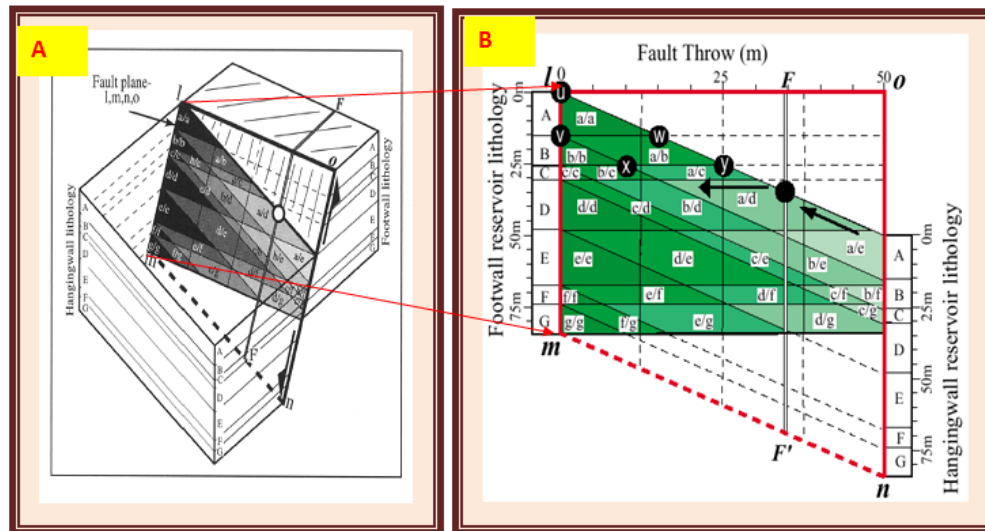 A
Fault plane-
l,m,n,o
l
F
o
a/a
b/b
a/b
c/c
b/c
d/d
a/d
e/e
Hangingwall lithology
Footwall lithology
A
B
C
D
E
F
G
F
n
B
Fault Throw (m)
l 0 25 F 50 o
0m
25m
50m
75m
Footwall reservoir lithology
A
B
C
D
E
F
G
U
V
W
X
y
a/a
b/b a/b
c/c b/c a/c
d/d c/d b/d a/d
a/e
e/e d/e c/e b/e
f/f e/f d/f c/f b/f
g/g f/g e/g d/g c/g
m
F'
n
0m
25m
50m
75m
A
B
C
D
E
F
G
Hangingwall reservoir lithology